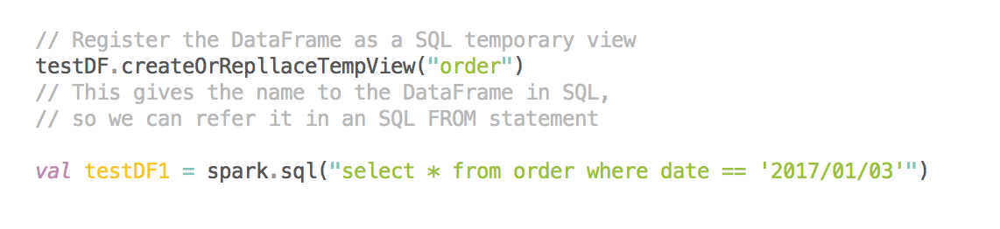 // Register the DataFrame as a SQL temporary view
testDF.createOrRepllaceTempView("order")
// This gives the name to the DataFrame in SQL,
// so we can refer it in an SQL FROM statement
val testDF1 = spark.sql("select * from order where date == '2017/01/03'")